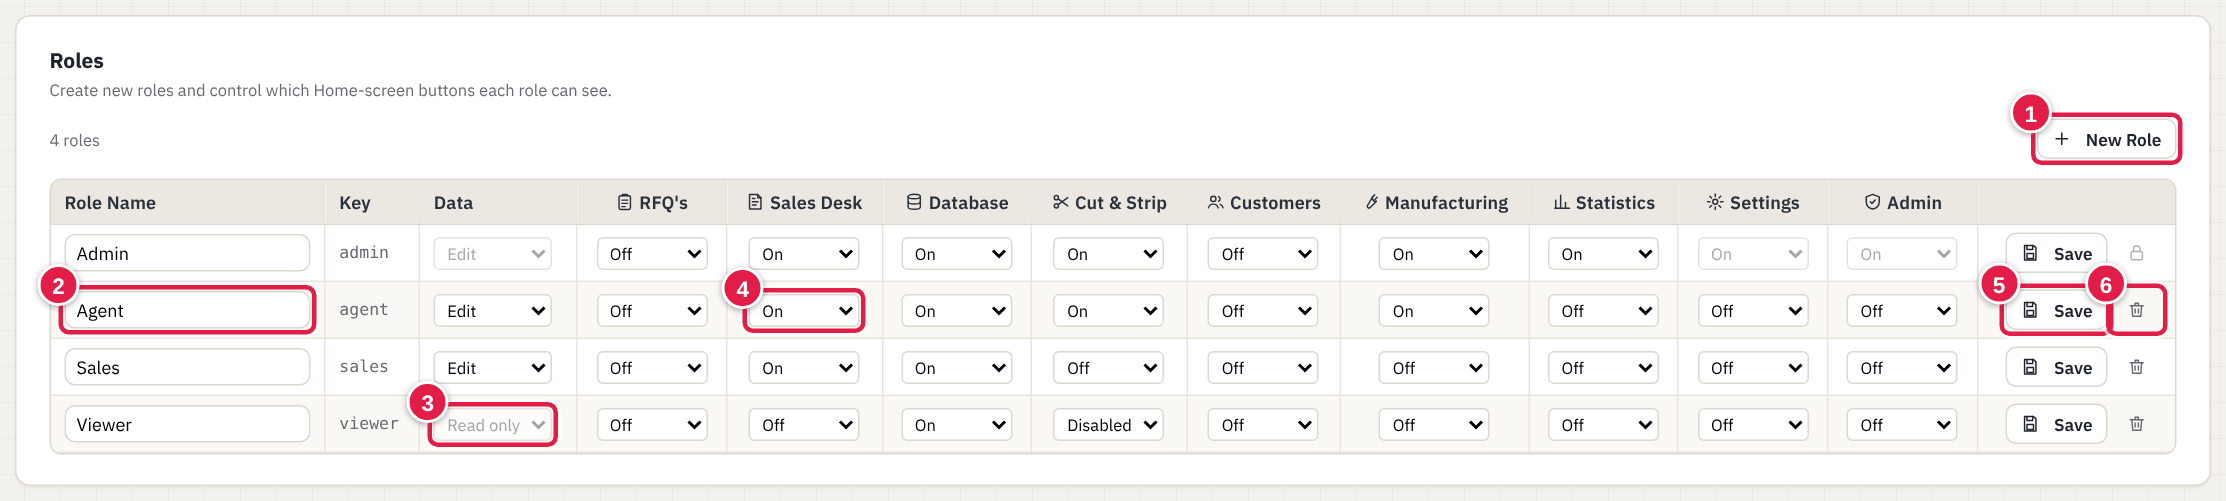 Roles
Create new roles and control which Home-screen buttons each role can see.
4 roles
1
+ New Role
Role Name Key Data RFQ's Sales Desk Database Cut & Strip Customers Manufacturing Statistics Settings Admin
Admin admin Edit Off On On On Off On On On On Save
2 4 5 6
Agent agent Edit Off On On On Off On Off Off Off Save
Sales sales Edit Off On On Off Off Off Off Off Off Save
3
Viewer viewer Read only Off Off On Disabled Off Off Off Off Off Save